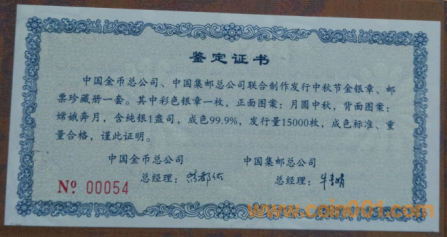 鉴定证书
中国金币总公司、中国集邮总公司联合制作发行中秋节金银章、邮
票珍藏册一套。其中彩色银章一枚，正面图案：月圆中秋，背面图案：
嫦娥奔月，含纯银1盎司，成色99.9%，发行量15000枚，成色标准、重
量合格，谨此证明。
中国金币总公司 中国集邮总公司
总经理： 总经理：
№ 00054
www.coin001.com